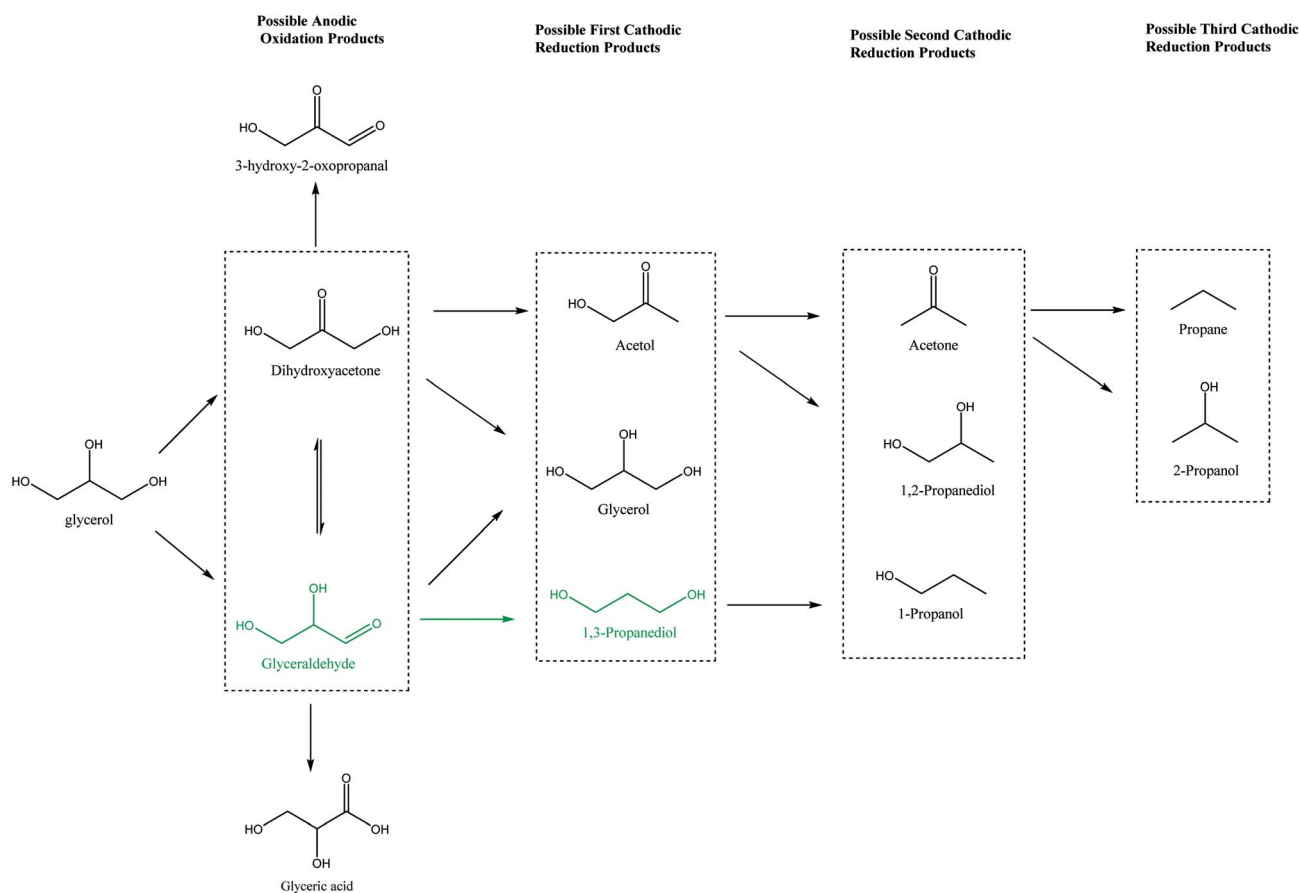 Possible Anodic
Oxidation Products
Possible First Cathodic
Reduction Products
Possible Second Cathodic
Reduction Products
Possible Third Cathodic
Reduction Products
O
HO
O
3-hydroxy-2-oxopropanal
O
HO
OH
Dihydroxyacetone
O
HO
Acetol
O
Acetone
Propane
OH
HO
OH
glycerol
OH
HO
OH
Glycerol
OH
HO
1,2-Propanediol
OH
2-Propanol
OH
HO
O
Glyceraldehyde
HO
OH
1,3-Propanediol
HO
1-Propanol
O
HO
OH
OH
Glyceric acid